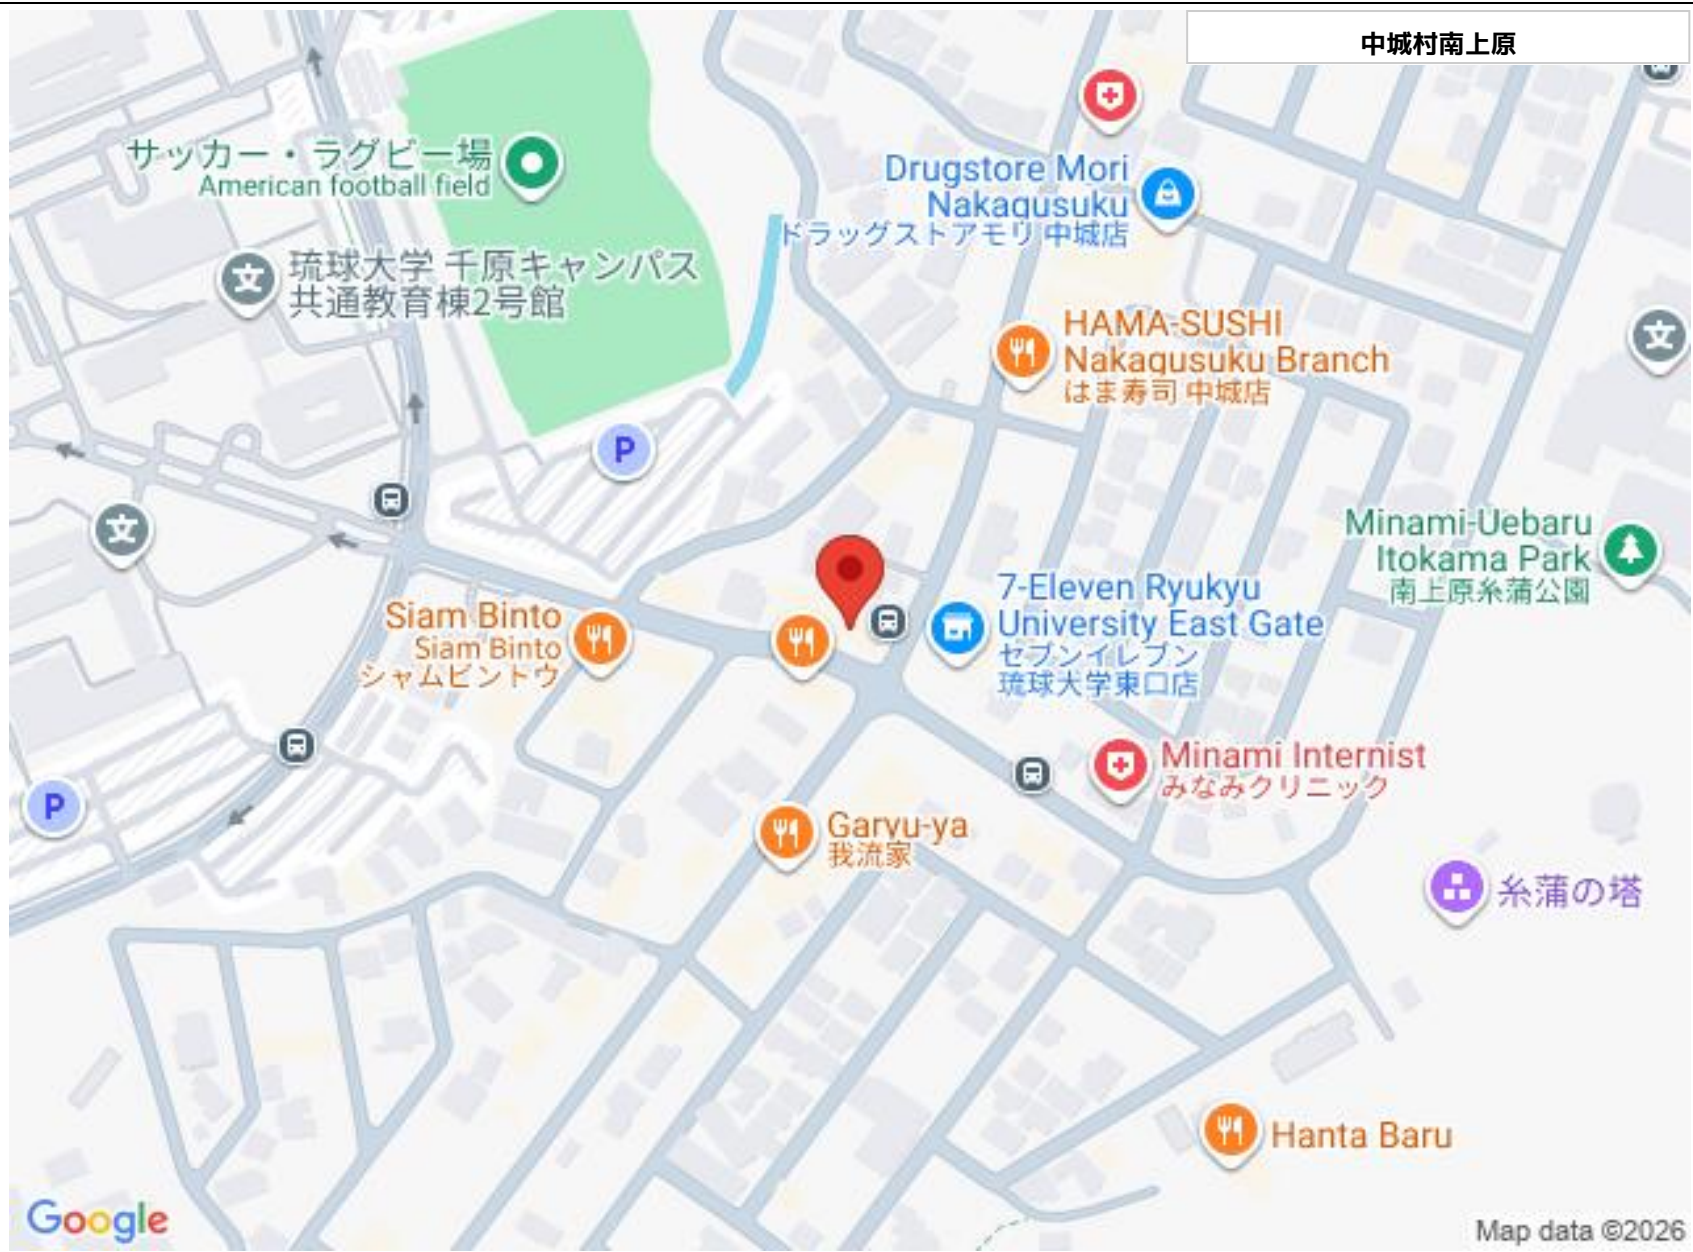 中城村南上原
サッカー・ラグビー場
American football field
Drugstore Mori
Nakagusuku
ドラッグストアモリ 中城店
琉球大学 千原キャンパス
共通教育棟2号館
文
HAMA-SUSHI
Nakagusuku Branch
はま寿司 中城店
文
P
文
Minami-Uebaru
Itokama Park
南上原糸蒲公園
7-Eleven Ryukyu
University East Gate
セブンイレブン
琉球大学東口店
Siam Binto
Siam Binto
シャムビントウ
Minami Internist
みなみクリニック
P
Garyu-ya
我流家
糸蒲の塔
Hanta Baru
Google
Map data ©2026